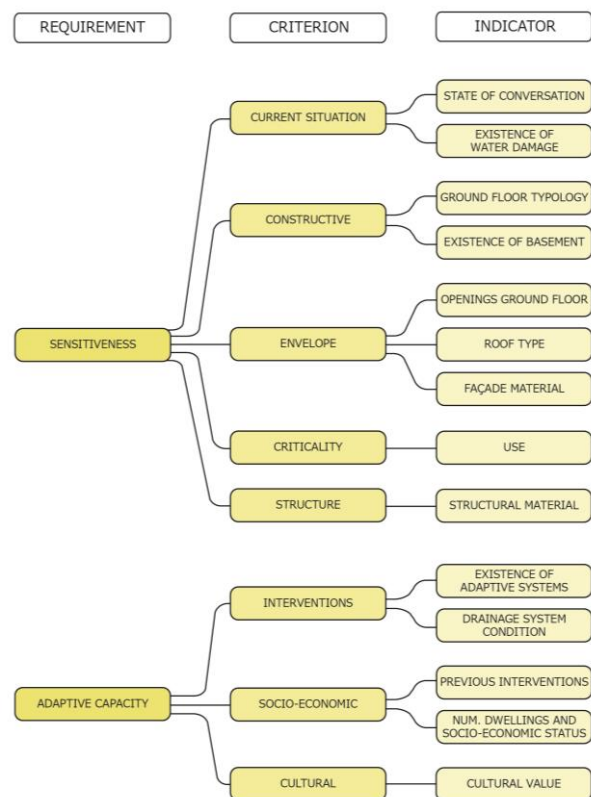 REQUIREMENT
CRITERION
INDICATOR
SENSITIVENESS
CURRENT SITUATION
STATE OF CONVERSATION
EXISTENCE OF
WATER DAMAGE
CONSTRUCTIVE
GROUND FLOOR TYPOLOGY
EXISTENCE OF BASEMENT
ENVELOPE
OPENINGS GROUND FLOOR
ROOF TYPE
FAÇADE MATERIAL
CRITICALITY
USE
STRUCTURE
STRUCTURAL MATERIAL
ADAPTIVE CAPACITY
INTERVENTIONS
EXISTENCE OF
ADAPTIVE SYSTEMS
DRAINAGE SYSTEM
CONDITION
SOCIO-ECONOMIC
PREVIOUS INTERVENTIONS
NUM. DWELLINGS AND
SOCIO-ECONOMIC STATUS
CULTURAL
CULTURAL VALUE